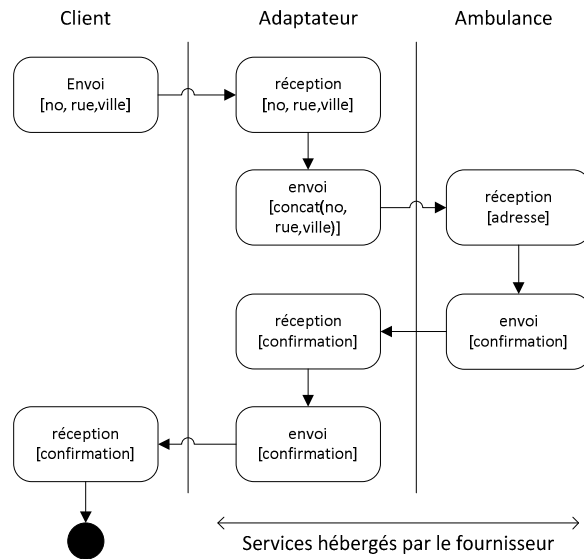 Client
Adaptateur
Ambulance
Envoi
[no, rue,ville]
réception
[no, rue,ville]
envoi
[concat(no,
rue,ville)]
réception
[adresse]
réception
[confirmation]
envoi
[confirmation]
réception
[confirmation]
envoi
[confirmation]
Services hébergés par le fournisseur